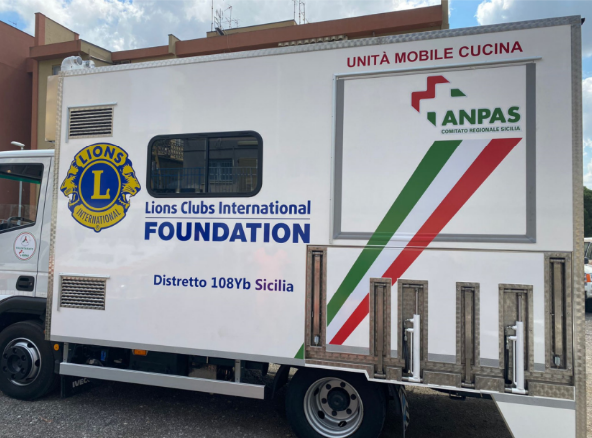 UNITÀ MOBILE CUCINA
ANPAS
COMITATO REGIONALE SICILIA
LIONS
L
INTERNATIONAL
Lions Clubs International
FOUNDATION
Distretto 108Yb Sicilia